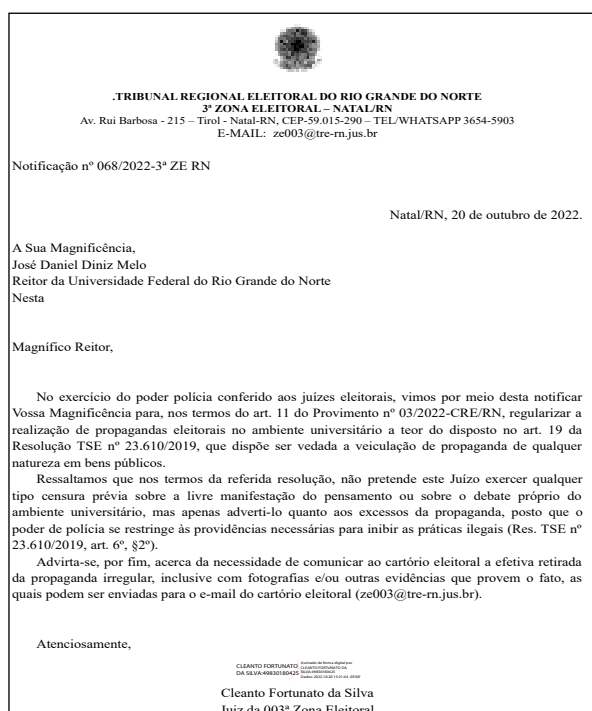 .TRIBUNAL REGIONAL ELEITORAL DO RIO GRANDE DO NORTE
3ª ZONA ELEITORAL – NATAL/RN
Av. Rui Barbosa - 215 – Tirol - Natal-RN, CEP-59.015-290 – TEL/WHATSAPP 3654-5903
E-MAIL: ze003@tre-rn.jus.br
Notificação nº 068/2022-3ª ZE RN
Natal/RN, 20 de outubro de 2022.
A Sua Magnificência,
José Daniel Diniz Melo
Reitor da Universidade Federal do Rio Grande do Norte
Nesta
Magnífico Reitor,
No exercício do poder polícia conferido aos juízes eleitorais, vimos por meio desta notificar
Vossa Magnificência para, nos termos do art. 11 do Provimento nº 03/2022-CRE/RN, regularizar a
realização de propagandas eleitorais no ambiente universitário a teor do disposto no art. 19 da
Resolução TSE nº 23.610/2019, que dispõe ser vedada a veiculação de propaganda de qualquer
natureza em bens públicos.
Ressaltamos que nos termos da referida resolução, não pretende este Juízo exercer qualquer
tipo censura prévia sobre a livre manifestação do pensamento ou sobre o debate próprio do
ambiente universitário, mas apenas adverti-lo quanto aos excessos da propaganda, posto que o
poder de polícia se restringe às providências necessárias para inibir as práticas ilegais (Res. TSE nº
23.610/2019, art. 6º, §2º).
Advirta-se, por fim, acerca da necessidade de comunicar ao cartório eleitoral a efetiva retirada
da propaganda irregular, inclusive com fotografias e/ou outras evidências que provem o fato, as
quais podem ser enviadas para o e-mail do cartório eleitoral (ze003@tre-rn.jus.br).
Atenciosamente,
CLEANTO FORTUNATO
DA SILVA:49830180425
Assinado de forma digital por
CLEANTO FORTUNATO DA
SILVA:49830180425
Cleanto Fortunato da Silva
Juiz da 003ª Zona Eleitoral